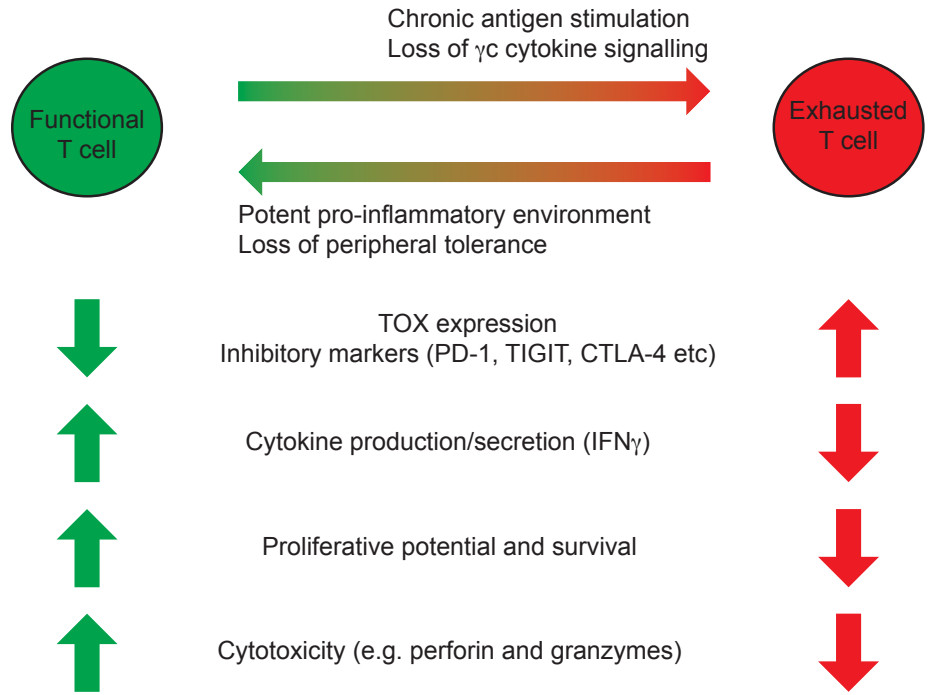 Chronic antigen stimulation
Loss of γc cytokine signalling
Functional
T cell
Exhausted
T cell
Potent pro-inflammatory environment
Loss of peripheral tolerance
TOX expression
Inhibitory markers (PD-1, TIGIT, CTLA-4 etc)
Cytokine production/secretion (IFNγ)
Proliferative potential and survival
Cytotoxicity (e.g. perforin and granzymes)